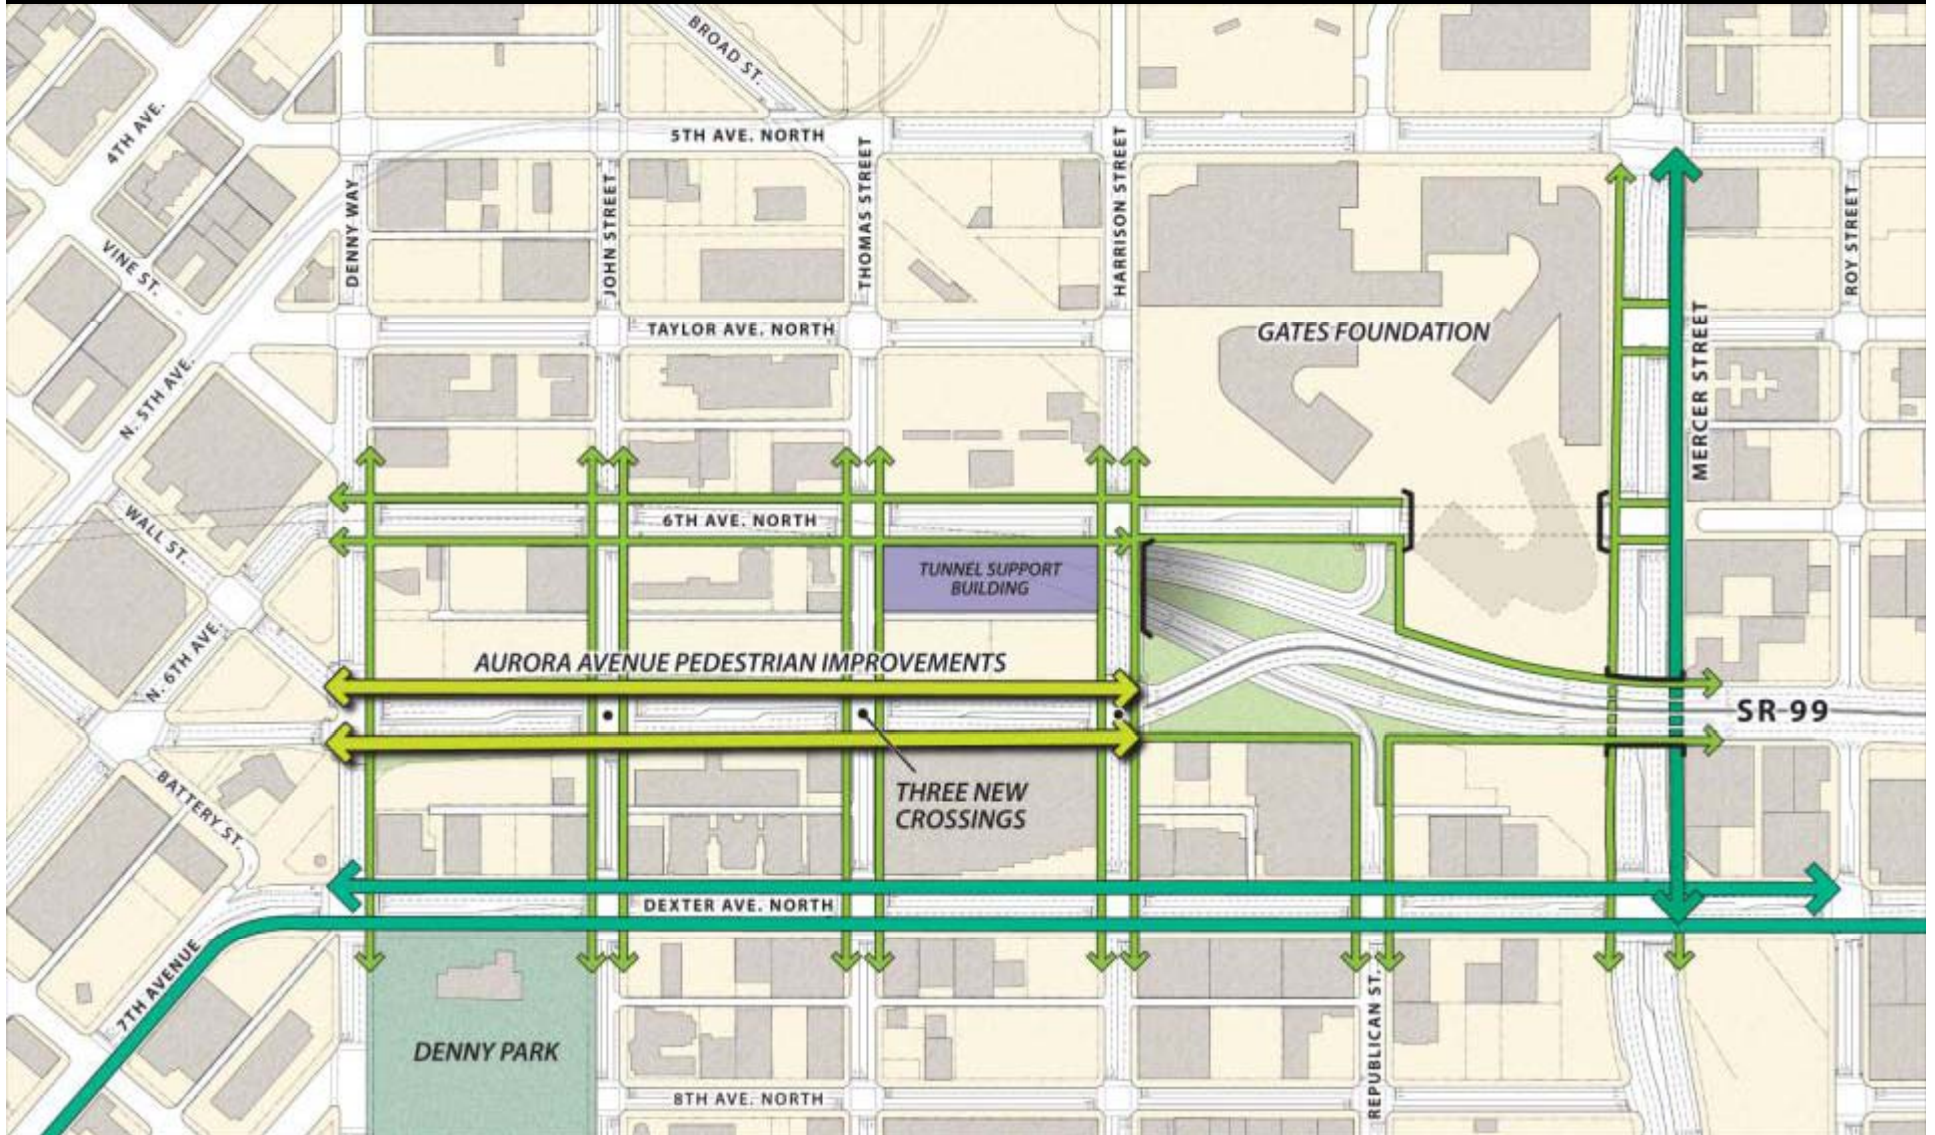 BROAD ST.
4TH AVE.
5TH AVE. NORTH
DENNY WAY
JOHN STREET
THOMAS STREET
HARRISON STREET
ROY STREET
VINE ST.
TAYLOR AVE. NORTH
GATES FOUNDATION
MERCER STREET
N. 5TH AVE.
WALL ST.
6TH AVE. NORTH
TUNNEL SUPPORT
BUILDING
N. 6TH AVE.
AURORA AVENUE PEDESTRIAN IMPROVEMENTS
SR 99
BATTERY ST.
THREE NEW
CROSSINGS
DEXTER AVE. NORTH
7TH AVENUE
DENNY PARK
REPUBLICAN ST.
8TH AVE. NORTH